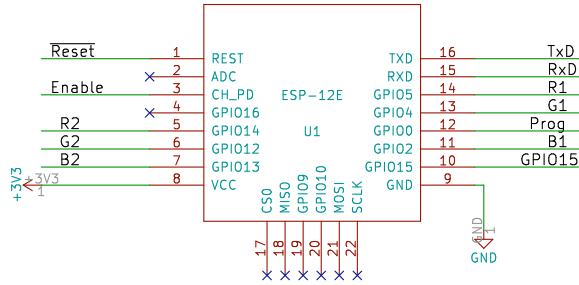 Reset 1 REST TXD 16 TxD
2 ADC RXD 15 RxD
Enable 3 CH_PD ESP-12E GPIO5 14 R1
4 GPIO16 GPIO4 13 G1
R2 5 GPIO14 U1 GPIO0 12 Prog
G2 6 GPIO12 GPIO2 11 B1
B2 7 GPIO13 GPIO15 10 GPIO15
+3V3 3V3 1 8 VCC GND 9
CS0 MISO GPIO9 GPIO10 MOSI SCLK
17 18 19 20 21 22
GND 1
GND